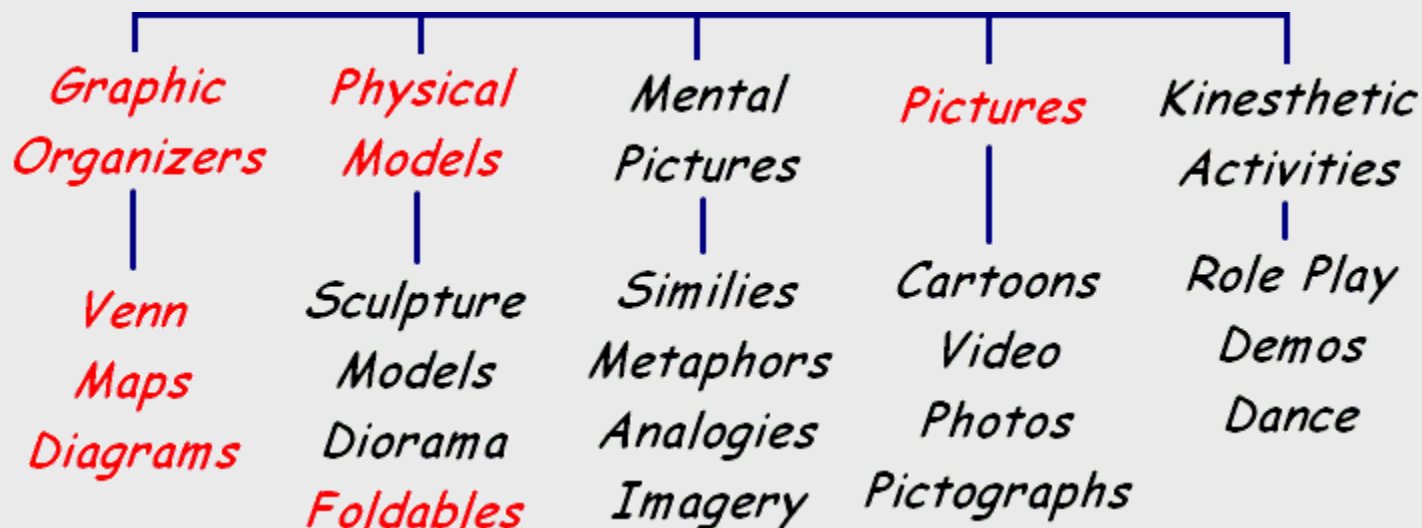 Graphic
Organizers
Venn
Maps
Diagrams
Physical
Models
Sculpture
Models
Diorama
Foldables
Mental
Pictures
Similies
Metaphors
Analogies
Imagery
Pictures
Cartoons
Video
Photos
Pictographs
Kinesthetic
Activities
Role Play
Demos
Dance